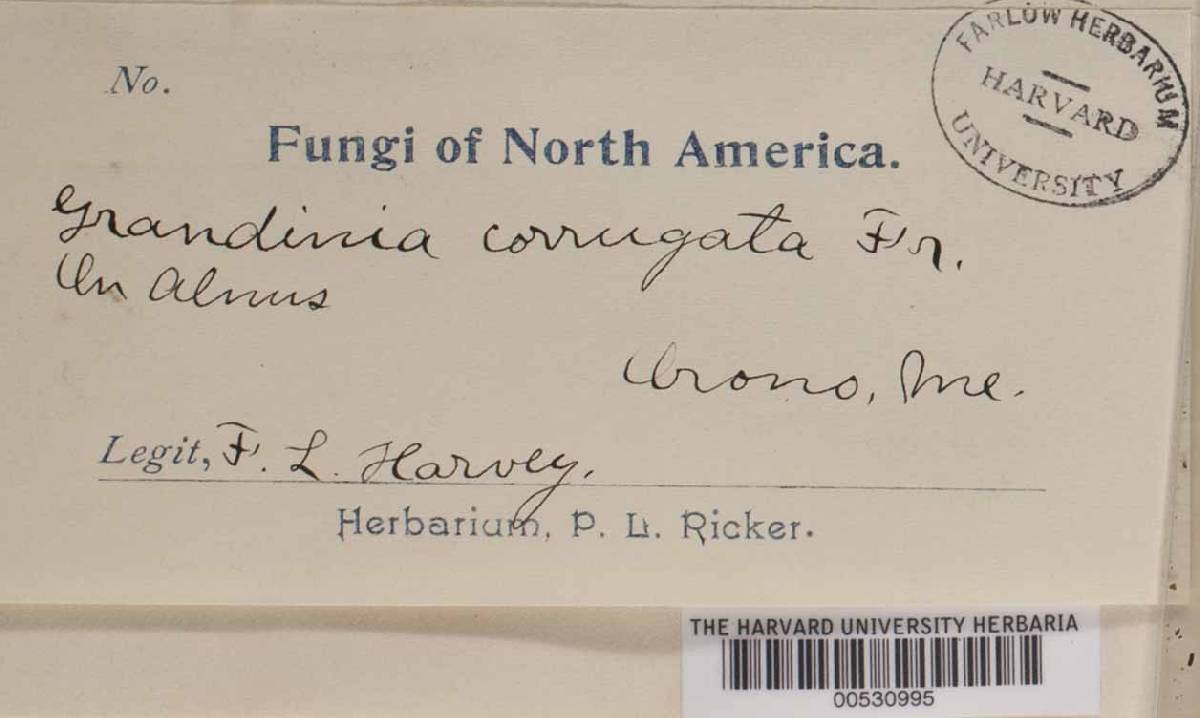 FARLOW HERBARIUM
HARVARD
UNIVERSITY
No.
Fungi of North America.
Grandinia corrugata Fr.
On Alnus
Orono, Me.
Legit, F. L. Harvey.
Herbarium, P. L. Ricker.
THE HARVARD UNIVERSITY HERBARIA
00530995